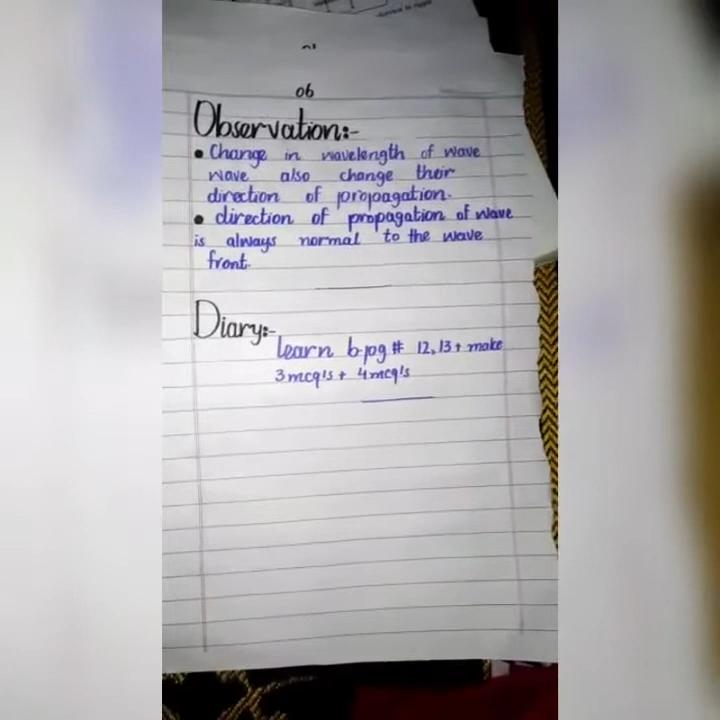 06
Observation:-
• Change in wavelength of wave
wave also change their
direction of propagation.
• direction of propagation of wave
is always normal to the wave
front.
Diary:-
learn b.pg # 12,13 + make
3mcq's + 4mcq's